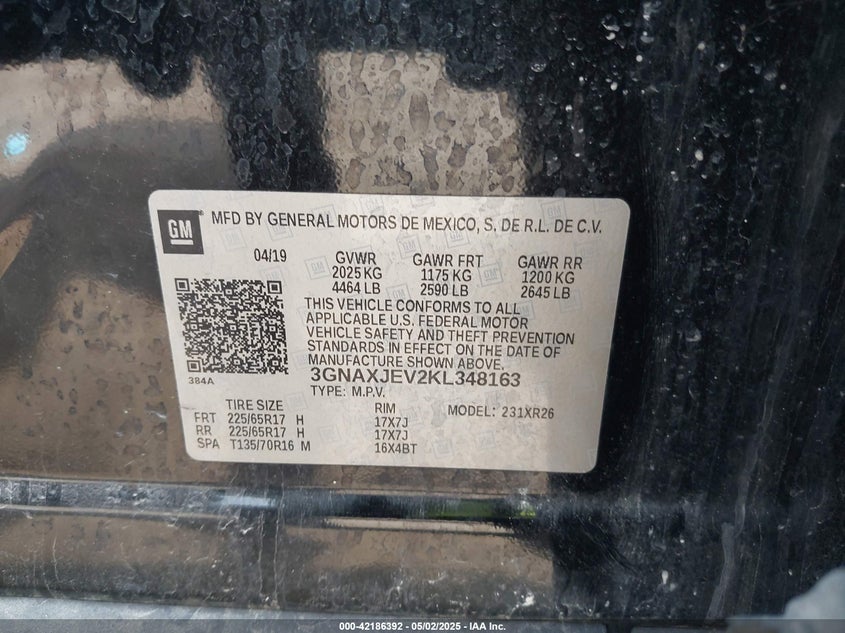 GM
MFD BY GENERAL MOTORS DE MEXICO, S. DE R.L. DE C.V.
04/19 GVWR GAWR FRT GAWR RR
2025 KG 1175 KG 1200 KG
4464 LB 2590 LB 2645 LB
THIS VEHICLE CONFORMS TO ALL
APPLICABLE U.S. FEDERAL MOTOR
VEHICLE SAFETY AND THEFT PREVENTION
STANDARDS IN EFFECT ON THE DATE OF
MANUFACTURE SHOWN ABOVE.
384A 3GNAXJEV2KL348163
TYPE: M.P.V.
TIRE SIZE RIM MODEL: 231XR26
FRT 225/65R17 H 17X7J
RR 225/65R17 H 17X7J
SPA T135/70R16 M 16X4BT
000-42186392 - 05/02/2025 - IAA Inc.